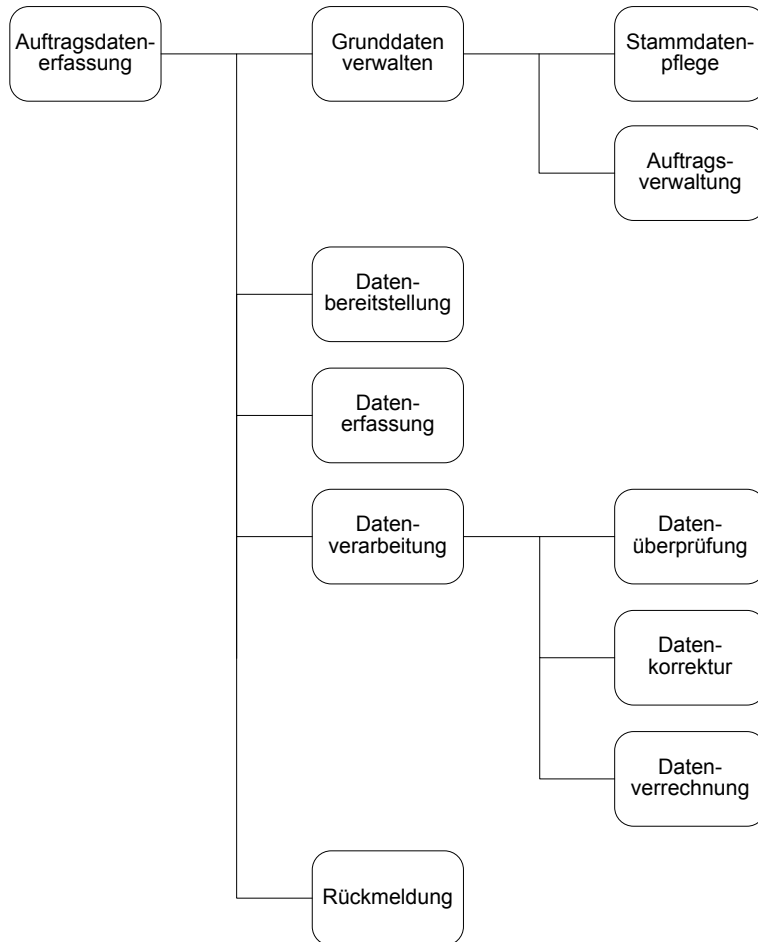 Auftragsdaten-
erfassung
Grunddaten
verwalten
Stammdaten-
pflege
Auftrags-
verwaltung
Daten-
bereitstellung
Daten-
erfassung
Daten-
verarbeitung
Daten-
überprüfung
Daten-
korrektur
Daten-
verrechnung
Rückmeldung